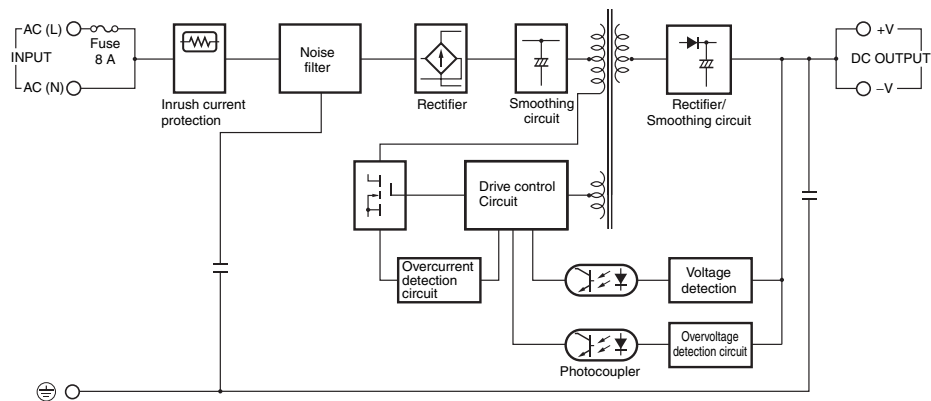 AC (L)
Fuse
8 A
INPUT
AC (N)
Inrush current
protection
Noise
filter
Rectifier
Smoothing
circuit
Rectifier/
Smoothing circuit
+V
DC OUTPUT
–V
Drive control
Circuit
Overcurrent
detection
circuit
Voltage
detection
Overvoltage
detection circuit
Photocoupler